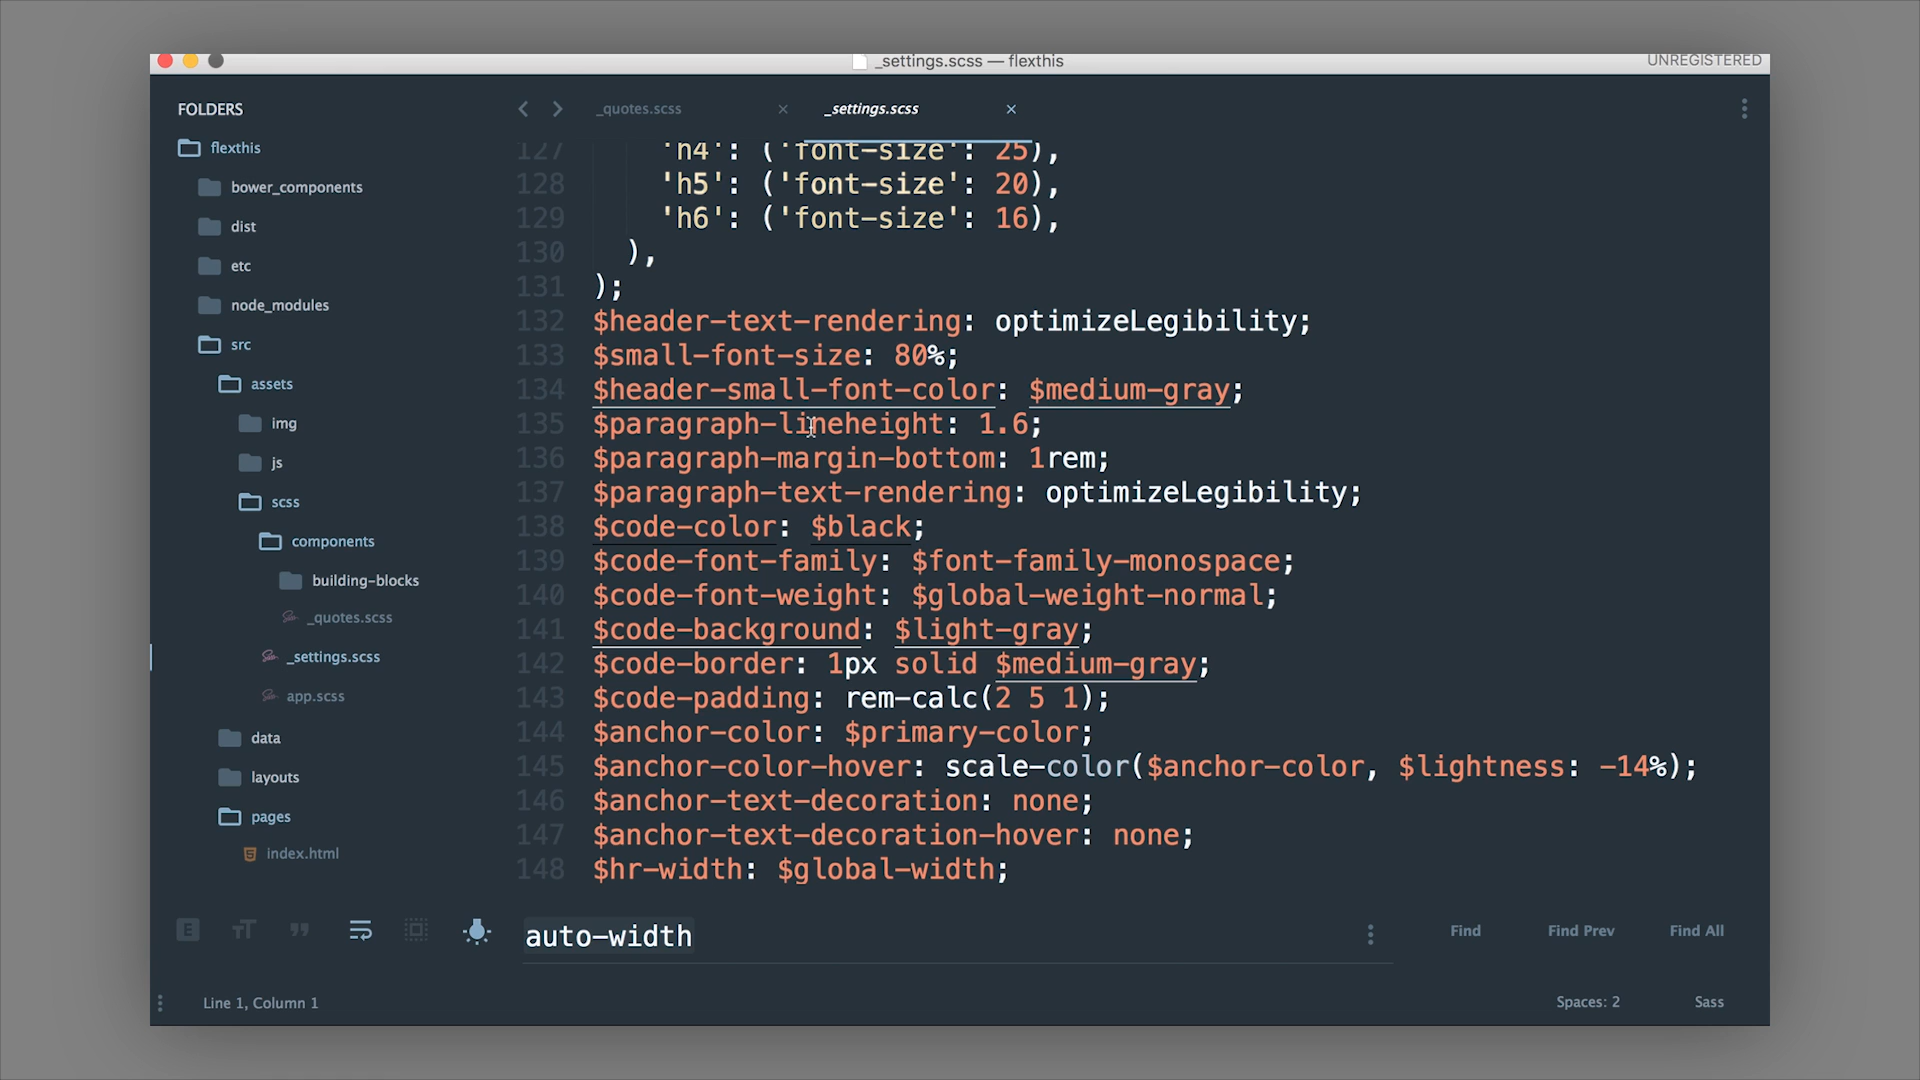 _settings.scss — flexthis
UNREGISTERED
FOLDERS
flexthis
bower_components
dist
etc
node_modules
src
assets
img
js
scss
components
building-blocks
_quotes.scss
_settings.scss
app.scss
data
layouts
pages
index.html
_quotes.scss
_settings.scss
127 'h4': ('font-size': 25),
128 'h5': ('font-size': 20),
129 'h6': ('font-size': 16),
130 ),
131 );
132 $header-text-rendering: optimizeLegibility;
133 $small-font-size: 80%;
134 $header-small-font-color: $medium-gray;
135 $paragraph-lineheight: 1.6;
136 $paragraph-margin-bottom: 1rem;
137 $paragraph-text-rendering: optimizeLegibility;
138 $code-color: $black;
139 $code-font-family: $font-family-monospace;
140 $code-font-weight: $global-weight-normal;
141 $code-background: $light-gray;
142 $code-border: 1px solid $medium-gray;
143 $code-padding: rem-calc(2 5 1);
144 $anchor-color: $primary-color;
145 $anchor-color-hover: scale-color($anchor-color, $lightness: -14%);
146 $anchor-text-decoration: none;
147 $anchor-text-decoration-hover: none;
148 $hr-width: $global-width;
auto-width
Find
Find Prev
Find All
Line 1, Column 1
Spaces: 2
Sass